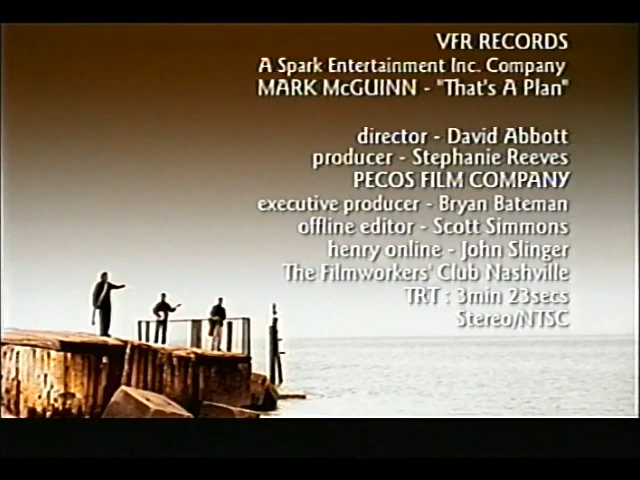 VFR RECORDS
A Spark Entertainment Inc. Company
MARK McGUINN - "That's A Plan"
director - David Abbott
producer - Stephanie Reeves
PECOS FILM COMPANY
executive producer - Bryan Bateman
offline editor - Scott Simmons
henry online - John Slinger
The Filmworkers' Club Nashville
TRT : 3min 23secs
Stereo/NTSC